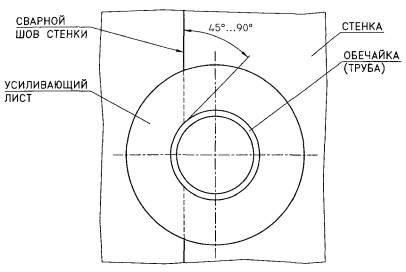 СВАРНОЙ
ШОВ СТЕНКИ
45°...90°
СТЕНКА
УСИЛИВАЮЩИЙ
ЛИСТ
ОБЕЧАЙКА
(ТРУБА)